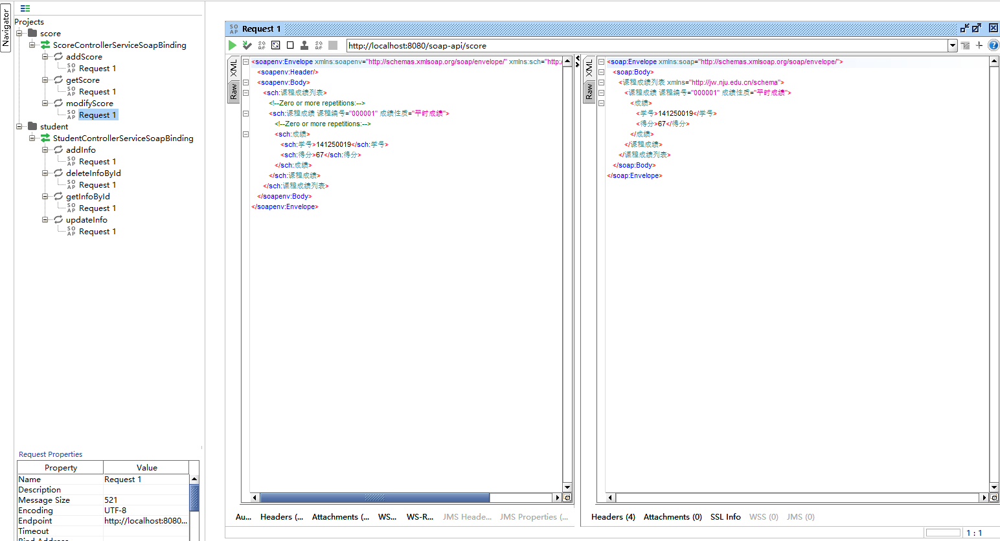 Navigator
Projects
score
ScoreControllerServiceSoapBinding
addScore
SOAP Request 1
getScore
SOAP Request 1
modifyScore
SOAP Request 1
student
StudentControllerServiceSoapBinding
addInfo
SOAP Request 1
deleteInfoById
SOAP Request 1
getInfoById
SOAP Request 1
updateInfo
SOAP Request 1
Request Properties
Property Value
Name Request 1
Description
Message Size 521
Encoding UTF-8
Endpoint http://localhost:8080...
Timeout
Bind Address
SOAP Request 1
SOAP SOAP http://localhost:8080/soap-api/score
XML
Raw
<soapenv:Envelope xmlns:soapenv="http://schemas.xmlsoap.org/soap/envelope/" xmlns:sch="http:/
<soapenv:Header/>
<soapenv:Body>
<sch:课程成绩列表>
<!--Zero or more repetitions:-->
<sch:课程成绩 课程编号="000001" 成绩性质="平时成绩">
<!--Zero or more repetitions:-->
<sch:成绩>
<sch:学号>141250019</sch:学号>
<sch:得分>67</sch:得分>
</sch:成绩>
</sch:课程成绩>
</sch:课程成绩列表>
</soapenv:Body>
</soapenv:Envelope>
Au... Headers (... Attachments (... WS... WS-R... JMS Heade... JMS Properties (...
XML
Raw
<soap:Envelope xmlns:soap="http://schemas.xmlsoap.org/soap/envelope/">
<soap:Body>
<课程成绩列表 xmlns="http://jw.nju.edu.cn/schema">
<课程成绩 课程编号="000001" 成绩性质="平时成绩">
<成绩>
<学号>141250019</学号>
<得分>67</得分>
</成绩>
</课程成绩>
</课程成绩列表>
</soap:Body>
</soap:Envelope>
Headers (4) Attachments (0) SSL Info WSS (0) JMS (0)
1 : 1